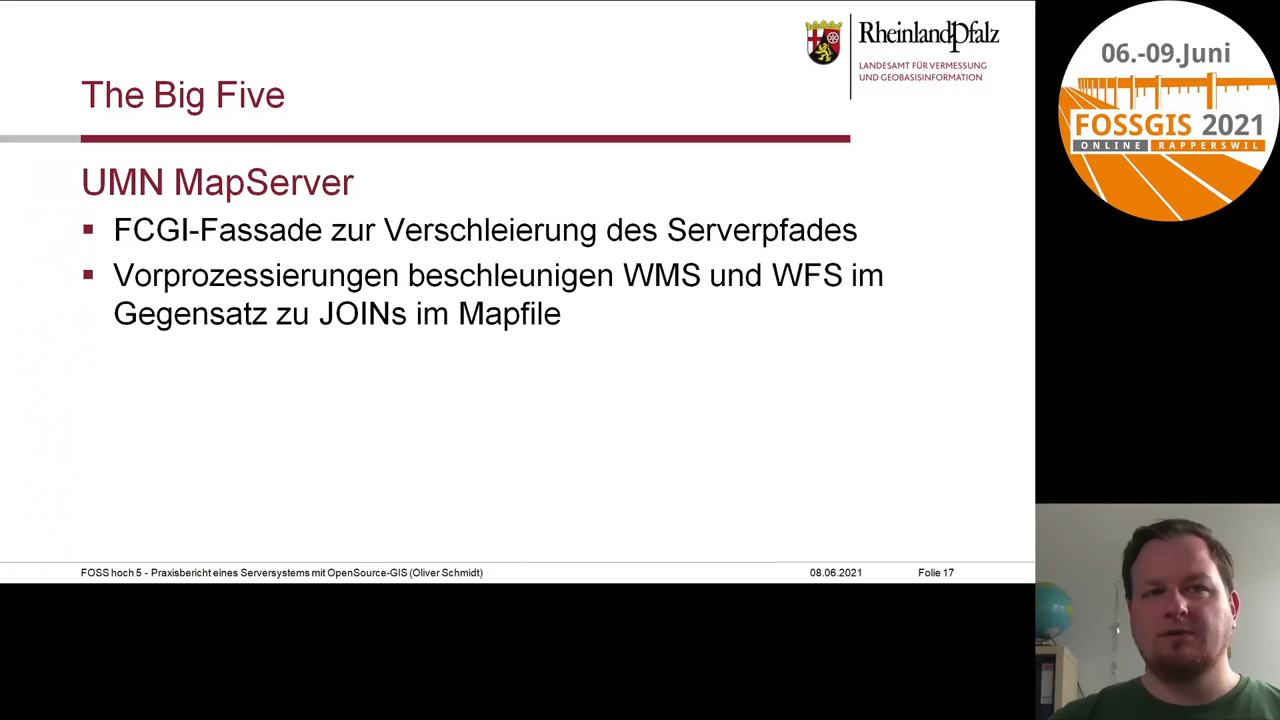 RheinlandPfalz
LANDESAMT FÜR VERMESSUNG
UND GEOBASISINFORMATION
06.-09.Juni
FOSSGIS 2021
ONLINE RAPPERSWIL
The Big Five
UMN MapServer
FCGI-Fassade zur Verschleierung des Serverpfades
Vorprozessierungen beschleunigen WMS und WFS im
Gegensatz zu JOINs im Mapfile
FOSS hoch 5 - Praxisbericht eines Serversystems mit OpenSource-GIS (Oliver Schmidt)
08.06.2021
Folie 17